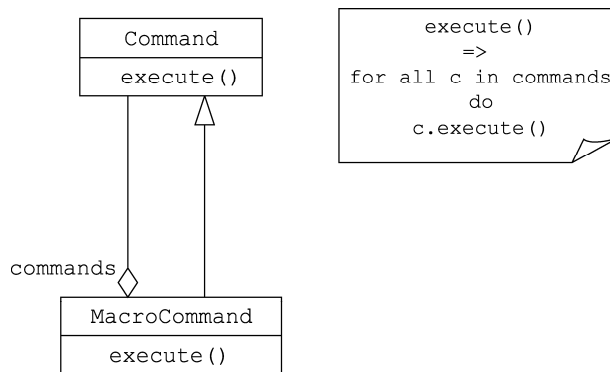 Command
execute()
execute()
=>
for all c in commands
do
c.execute()
commands
MacroCommand
execute()